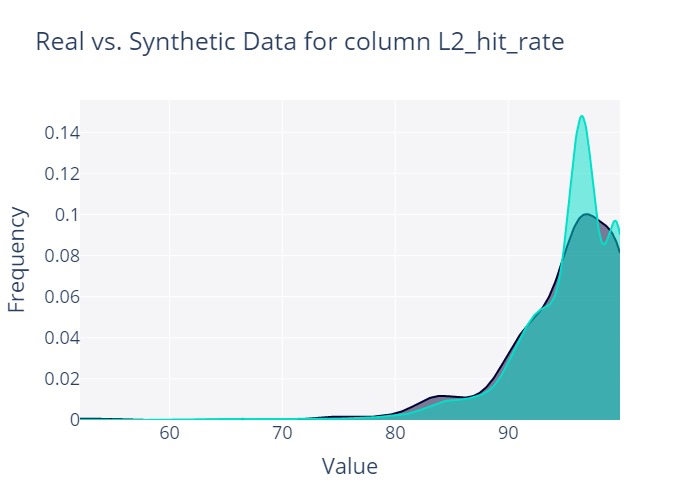 Real vs. Synthetic Data for column L2_hit_rate
Frequency
0.14
0.12
0.1
0.08
0.06
0.04
0.02
0
60 70 80 90
Value